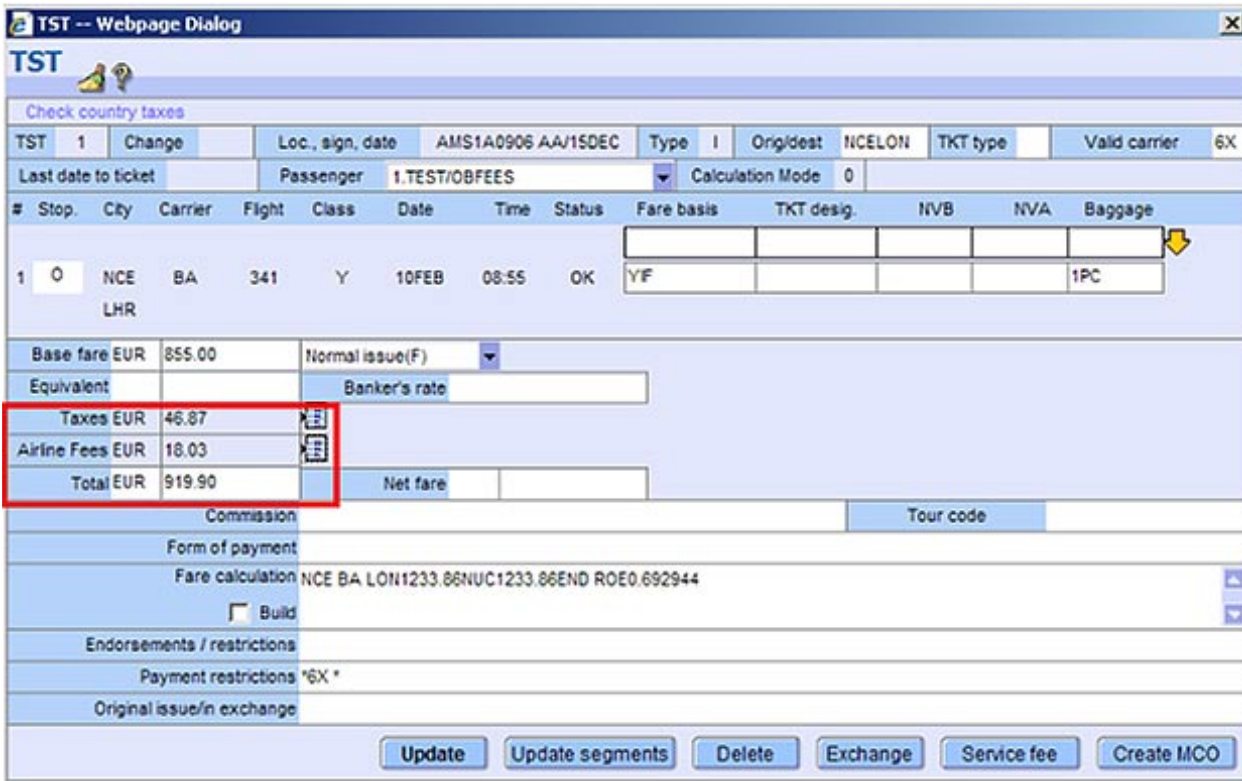 TST -- Webpage Dialog
TST
Check country taxes
TST 1 Change Loc., sign, date AMS1A0906 AA/15DEC Type I Orig/dest NCELON TKT type Valid carrier 6X
Last date to ticket Passenger 1.TEST/OBFEES Calculation Mode 0
# Stop. City Carrier Flight Class Date Time Status Fare basis TKT desig. NVB NVA Baggage
1 O NCE BA 341 Y 10FEB 08:55 OK YIF 1PC
LHR
Base fare EUR 855.00 Normal issue(F)
Equivalent Banker's rate
Taxes EUR 46.87
Airline Fees EUR 18.03
Total EUR 919.90 Net fare
Commission Tour code
Form of payment
Fare calculation NCE BA LON1233.86NUC1233.86END ROE0.692944
Build
Endorsements / restrictions
Payment restrictions *6X *
Original issue/in exchange
Update Update segments Delete Exchange Service fee Create MCO